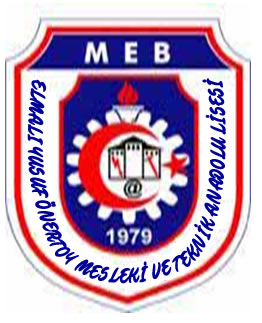 MEB
ELMALI YUSUF ÖNERTOY MESLEKİ VE TEKNİK ANADOLU LİSESİ
@
1979